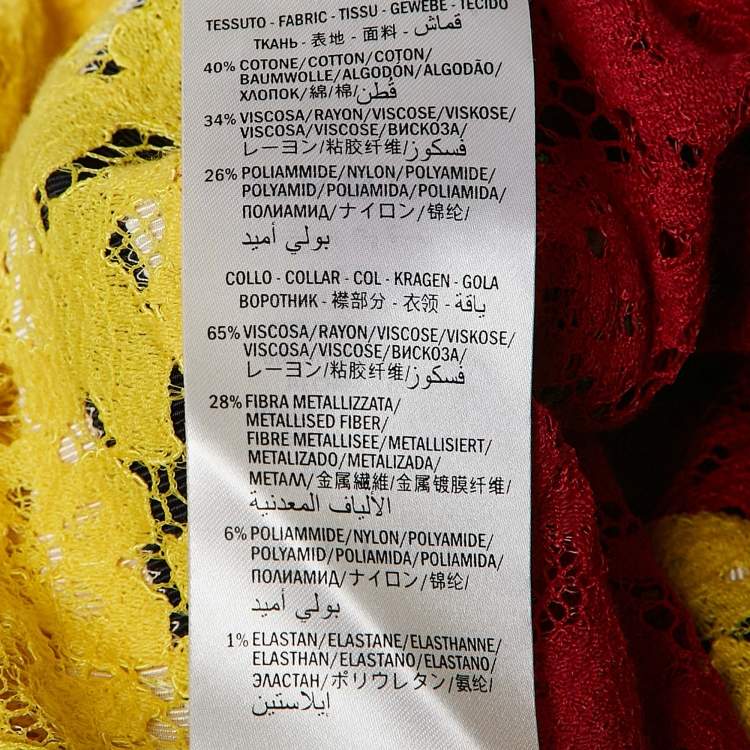 TESSUTO - FABRIC - TISSU - GEWEBE - TECIDO
ТКАНЬ - 表地 - 面料 - قماش
40% COTONE/COTTON/COTON/
BAUMWOLLE/ALGODÓN/ALGODÃO/
ХЛОПОК/綿/棉/قُطن
34% VISCOSA/RAYON/VISCOSE/VISKOSE/
VISCOSA/VISCOSE/ВИСКОЗА/
レーヨン/粘胶纤维/فسكوز
26% POLIAMMIDE/NYLON/POLYAMIDE/
POLYAMID/POLIAMIDA/POLIAMIDA/
ПОЛИАМИД/ナイロン/锦纶/
بولي أميد
COLLO - COLLAR - COL - KRAGEN - GOLA
ВОРОТНИК - 襟部分 - 衣领 - ياقة
65% VISCOSA/RAYON/VISCOSE/VISKOSE/
VISCOSA/VISCOSE/ВИСКОЗА/
レーヨン/粘胶纤维/فسكوز
28% FIBRA METALLIZZATA/
METALLISED FIBER/
FIBRE METALLISEE/METALLISIERT/
METALIZADO/METALIZADA/
МЕТАЛЛ/金属繊維/金属镀膜纤维/
الألياف المعدنية
6% POLIAMMIDE/NYLON/POLYAMIDE/
POLYAMID/POLIAMIDA/POLIAMIDA/
ПОЛИАМИД/ナイロン/锦纶/
بولي أميد
1% ELASTAN/ELASTANE/ELASTHANNE/
ELASTHAN/ELASTANO/ELASTANO/
ЭЛАСТАН/ポリウレタン/氨纶/
إيلاستين